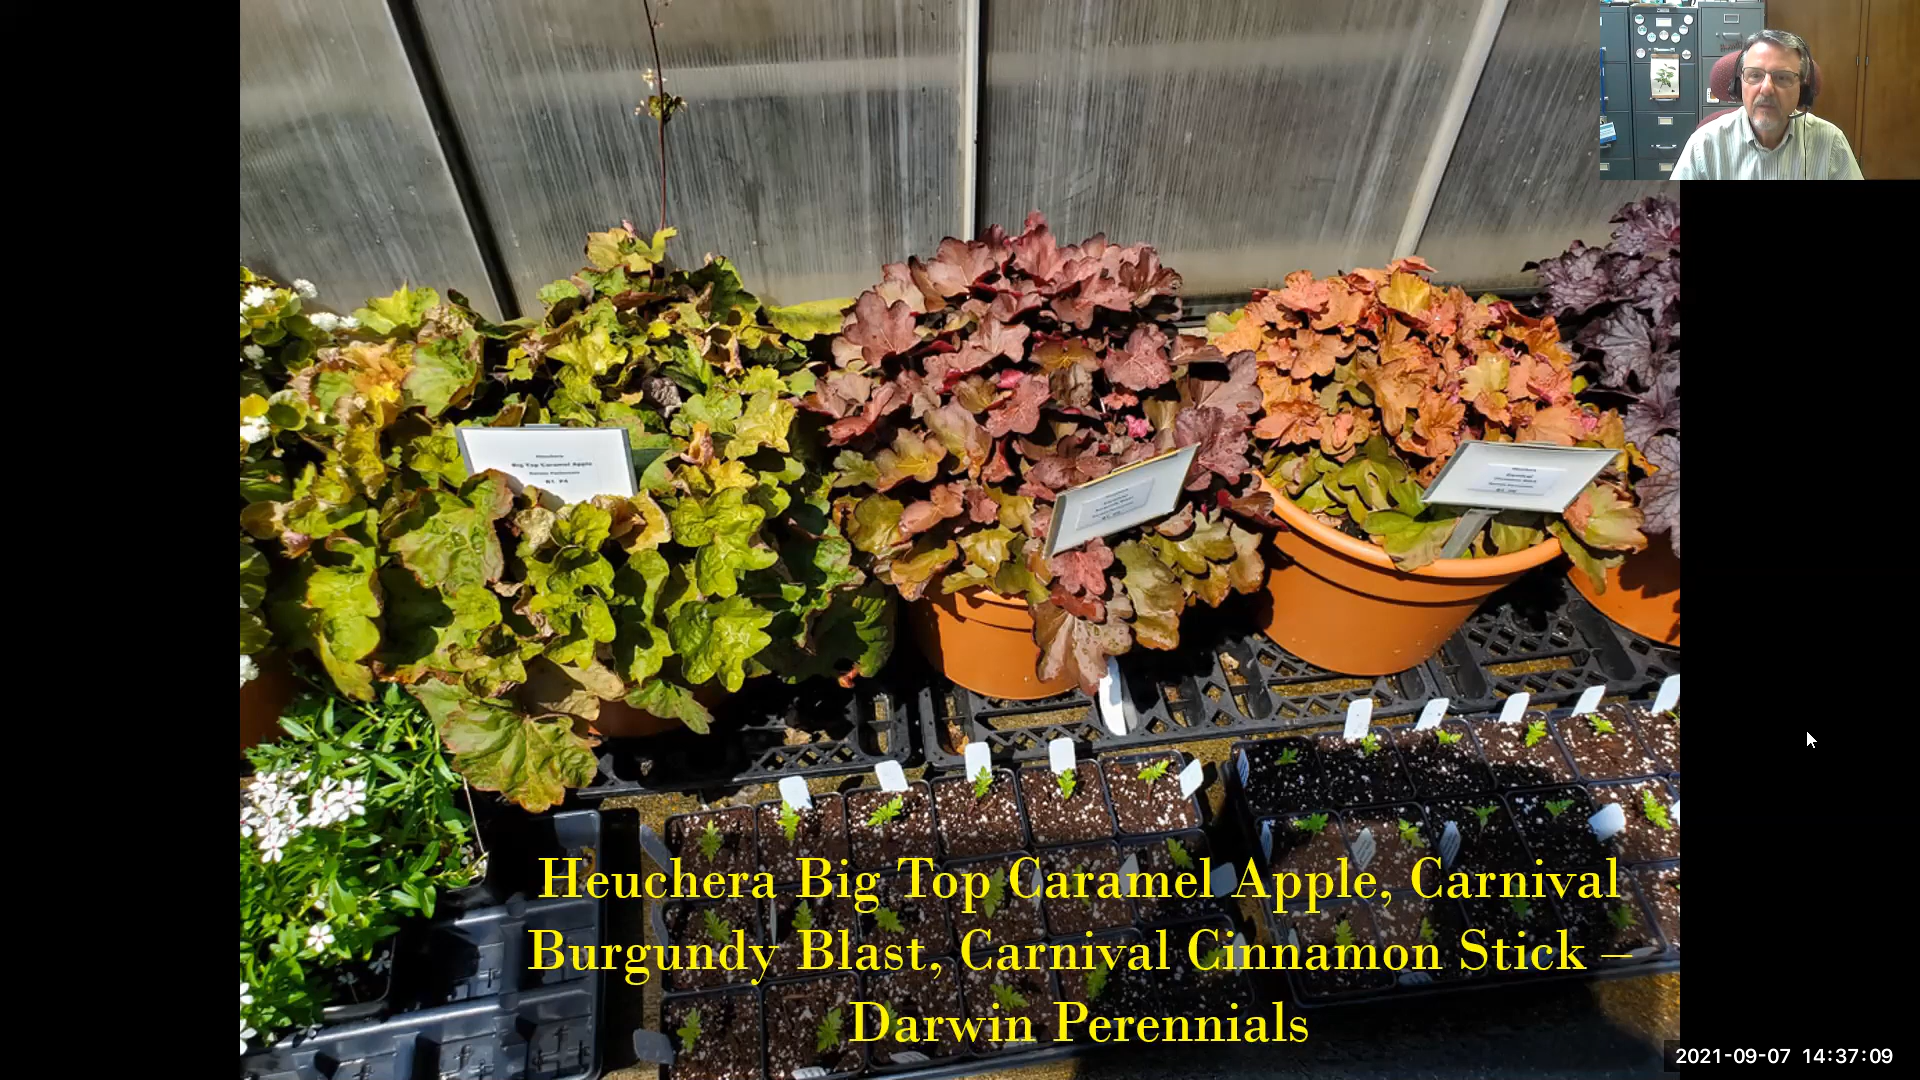 Heuchera
Big Top Caramel Apple
Heuchera Big Top Caramel Apple, Carnival
Burgundy Blast, Carnival Cinnamon Stick –
Darwin Perennials
2021-09-07 14:37:09